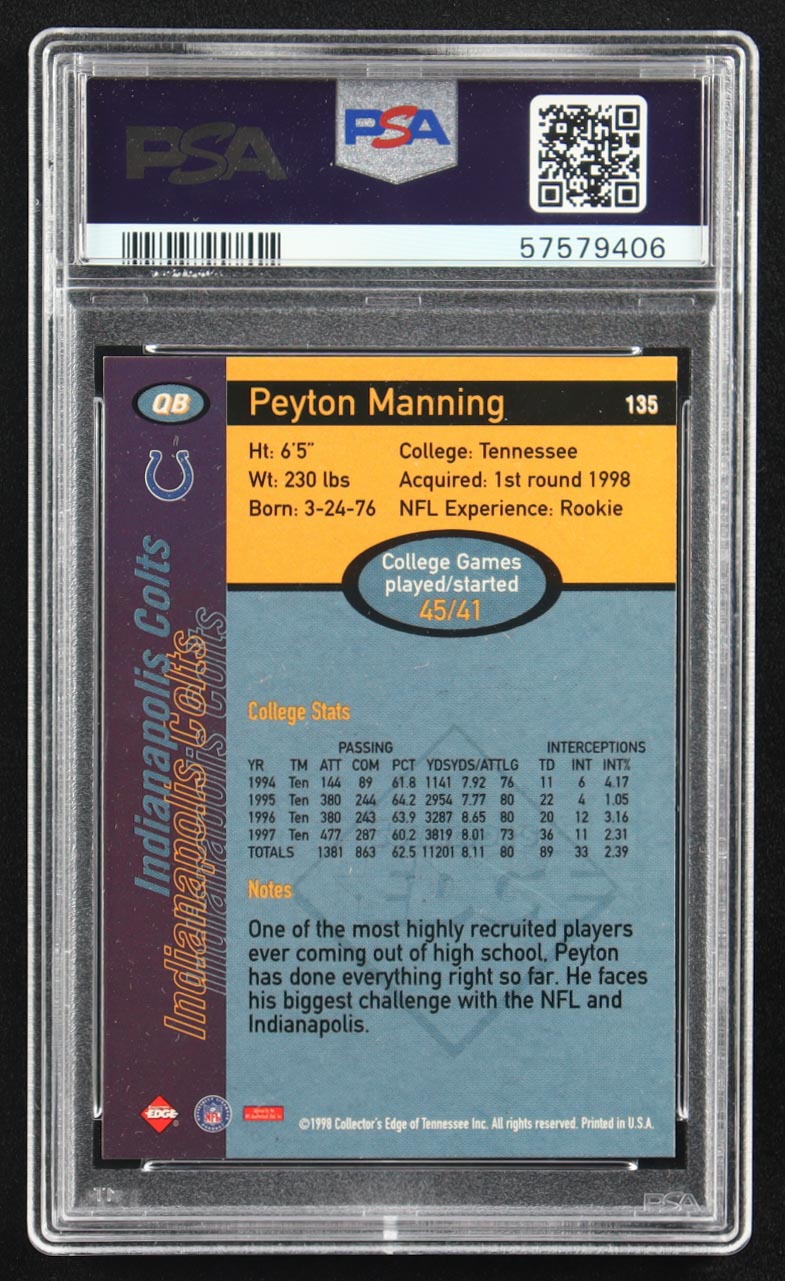 PSA
PSA
57579406
QB
Peyton Manning 135
Ht: 6'5" College: Tennessee
Wt: 230 lbs Acquired: 1st round 1998
Born: 3-24-76 NFL Experience: Rookie
College Games
played/started
45/41
Indianapolis Colts
Indianapolis Colts
Indianapolis Colts
College Stats
PASSING INTERCEPTIONS
YR TM ATT COM PCT YDSYDS/ATTLG TD INT INT%
1994 Ten 144 89 61.8 1141 7.92 76 11 6 4.17
1995 Ten 380 244 64.2 2954 7.77 80 22 4 1.05
1996 Ten 380 243 63.9 3287 8.65 80 20 12 3.16
1997 Ten 477 287 60.2 3819 8.01 73 36 11 2.31
TOTALS 1381 863 62.5 11201 8.11 80 89 33 2.39
EDGE
Notes
One of the most highly recruited players
ever coming out of high school, Peyton
has done everything right so far. He faces
his biggest challenge with the NFL and
Indianapolis.
EDGE
NFL
©1998 Collector's Edge of Tennessee Inc. All rights reserved. Printed in U.S.A.
PSA